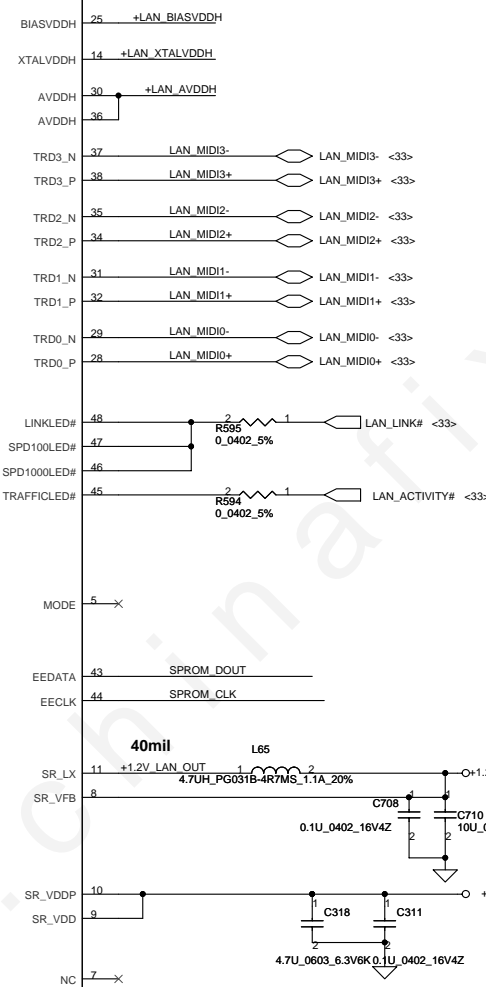 BIASVDDH 25 +LAN_BIASVDDH
XTALVDDH 14 +LAN_XTALVDDH
AVDDH 30 +LAN_AVDDH
AVDDH 36
TRD3_N 37 LAN_MIDI3- LAN_MIDI3- <33>
TRD3_P 38 LAN_MIDI3+ LAN_MIDI3+ <33>
TRD2_N 35 LAN_MIDI2- LAN_MIDI2- <33>
TRD2_P 34 LAN_MIDI2+ LAN_MIDI2+ <33>
TRD1_N 31 LAN_MIDI1- LAN_MIDI1- <33>
TRD1_P 32 LAN_MIDI1+ LAN_MIDI1+ <33>
TRD0_N 29 LAN_MIDI0- LAN_MIDI0- <33>
TRD0_P 28 LAN_MIDI0+ LAN_MIDI0+ <33>
LINKLED# 48 2 1 LAN_LINK# <33>
R595
SPD100LED# 47 0_0402_5%
SPD1000LED# 46
TRAFFICLED# 45 2 1 LAN_ACTIVITY# <33>
R594
0_0402_5%
MODE 5
EEDATA 43 SPROM_DOUT
EECLK 44 SPROM_CLK
40mil L65
SR_LX 11 +1.2V_LAN_OUT 1 2 +1.
4.7UH_PG031B-4R7MS_1.1A_20%
SR_VFB 8 1 1
C708 C710
0.1U_0402_16V4Z 10U_0
2 2
SR_VDDP 10 +
1 1
SR_VDD 9 C318 C311
2 2
4.7U_0603_6.3V6K 0.1U_0402_16V4Z
NC 7
chinafi